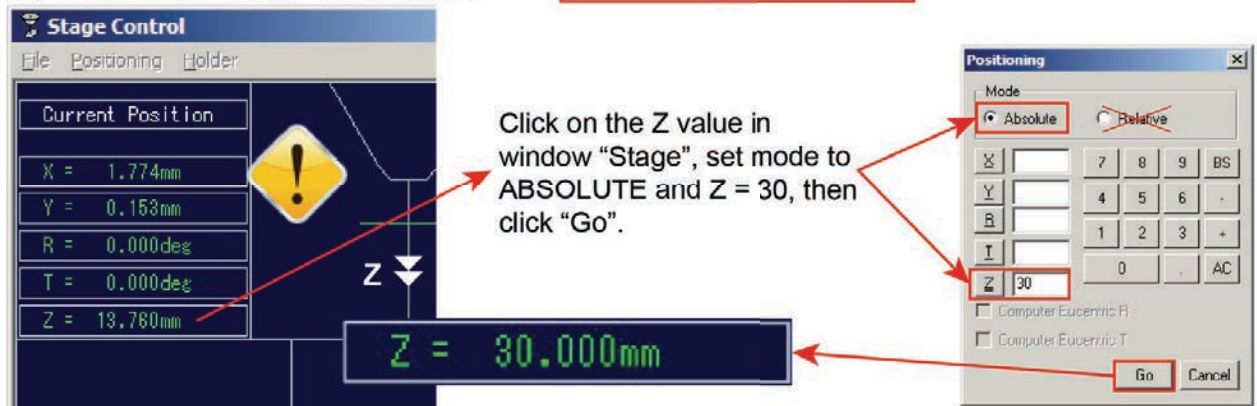 Stage Control
File Positioning Holder
Current Position
X = 1.774mm
Y = 0.153mm
R = 0.000deg
T = 0.000deg
Z = 13.760mm
Z
Z = 30.000mm
Click on the Z value in
window “Stage”, set mode to
ABSOLUTE and Z = 30, then
click “Go”.
Positioning
Mode
Absolute Relative
X 7 8 9 BS
Y 4 5 6 -
R 1 2 3 +
T 0 . AC
Z 30
Computer Eucentric R
Computer Eucentric T
Go Cancel